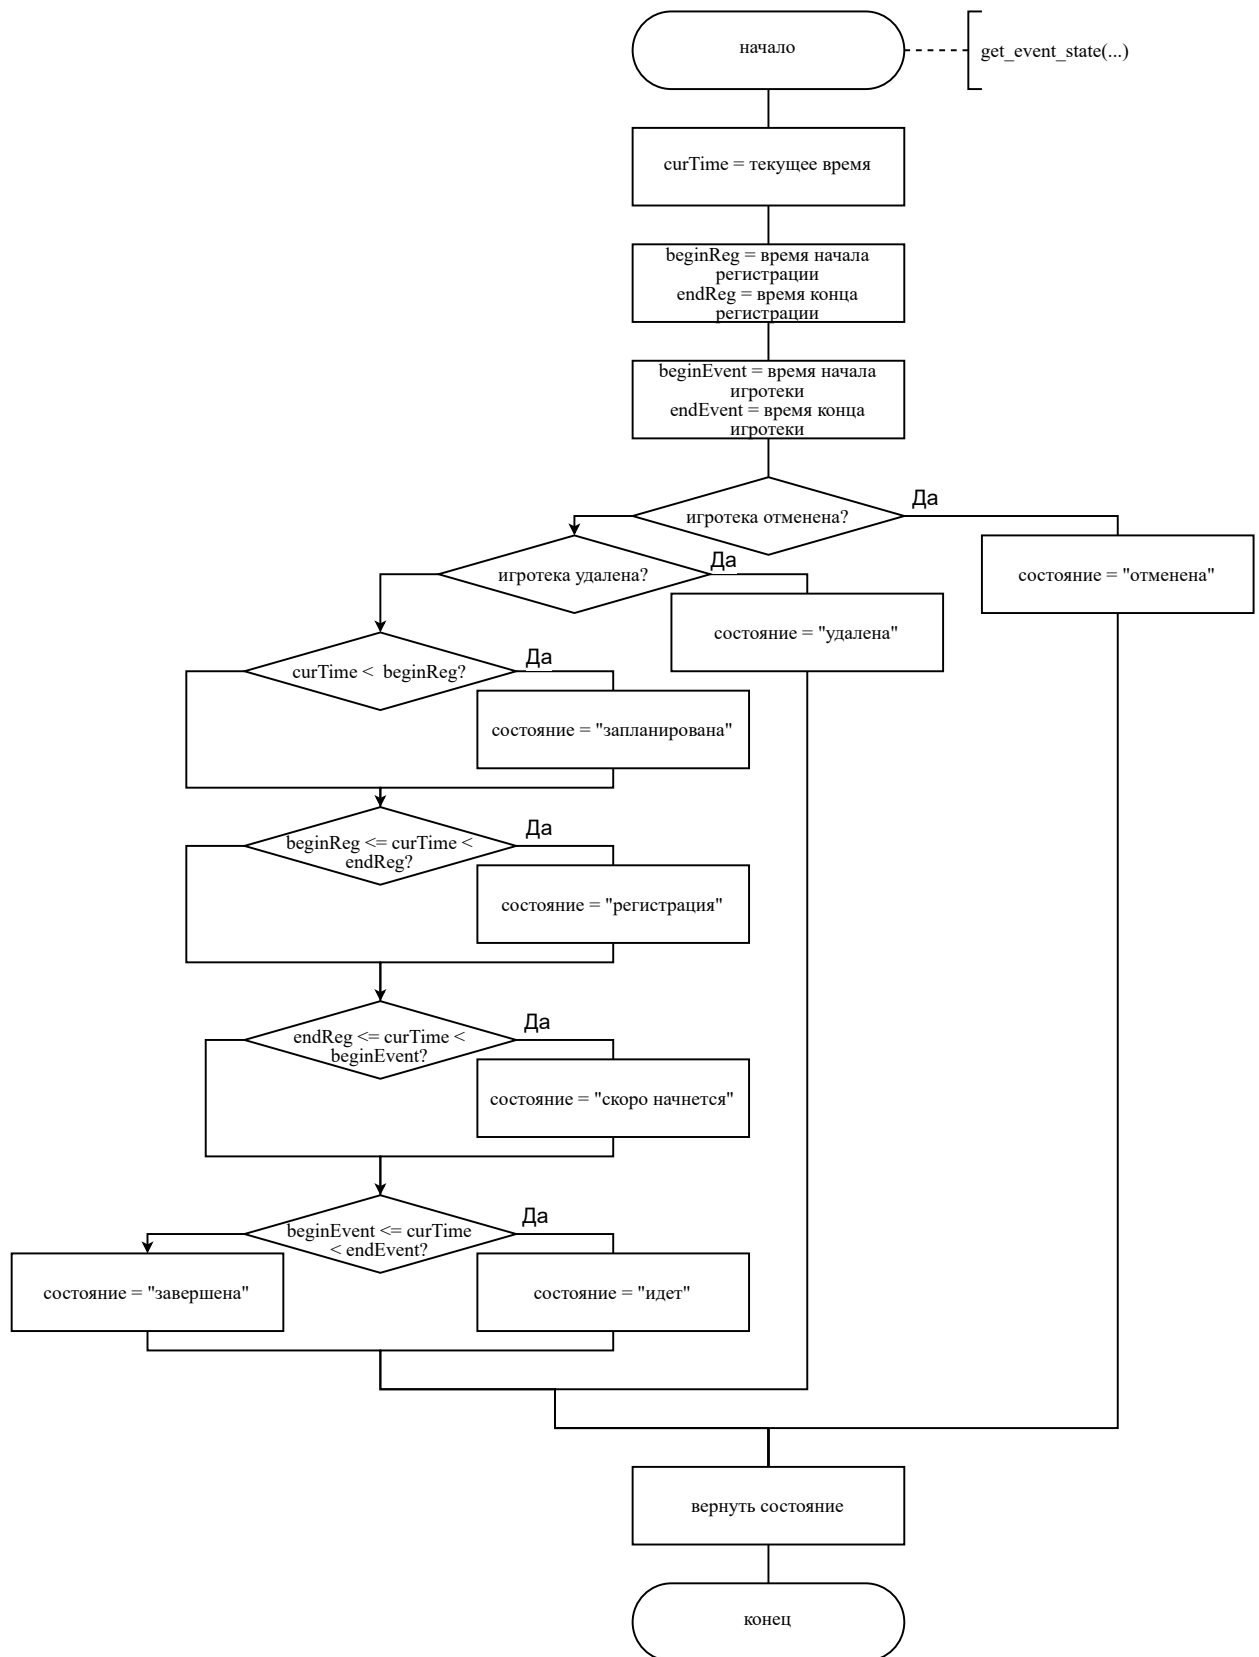 начало
get_event_state(...)
curTime = текущее время
beginReg = время начала
регистрации
endReg = время конца
регистрации
beginEvent = время начала
игротеки
endEvent = время конца
игротеки
игротека отменена?
Да
состояние = "отменена"
игротека удалена?
Да
состояние = "удалена"
curTime < beginReg?
Да
состояние = "запланирована"
beginReg <= curTime <
endReg?
Да
состояние = "регистрация"
endReg <= curTime <
beginEvent?
Да
состояние = "скоро начнется"
beginEvent <= curTime
< endEvent?
Да
состояние = "завершена"
состояние = "идет"
вернуть состояние
конец